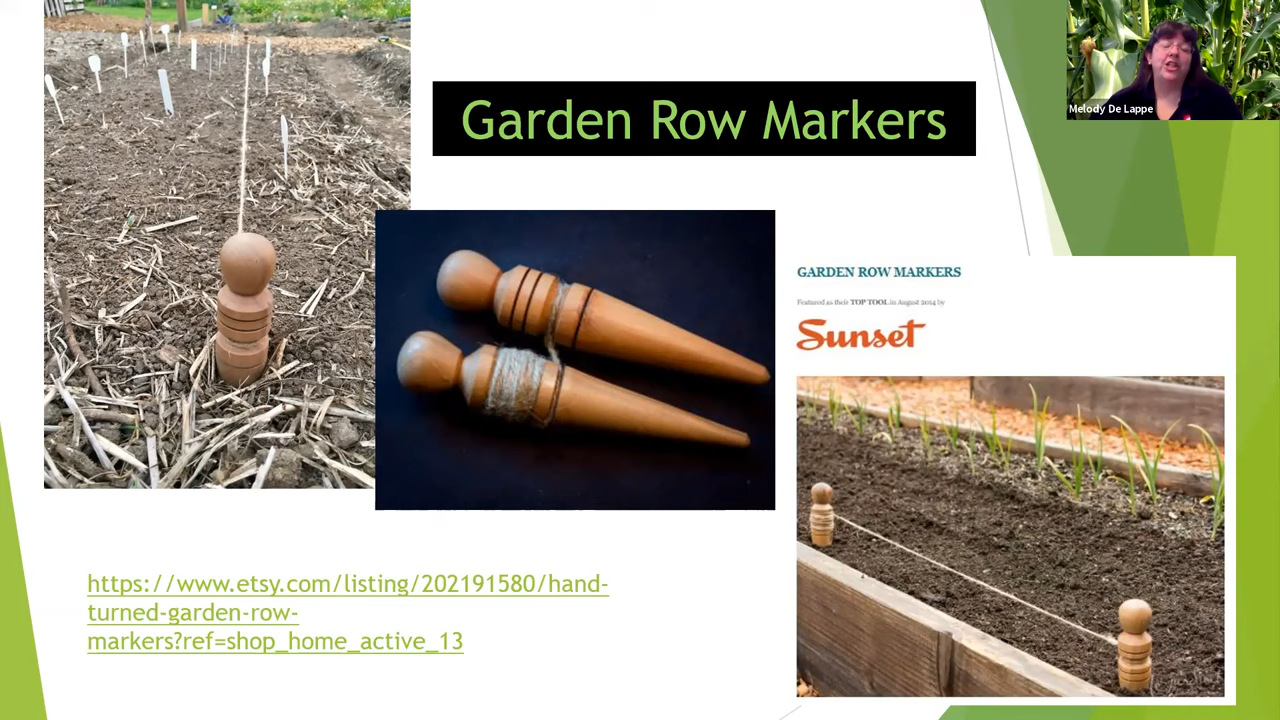 Garden Row Markers
Melody De Lappe
GARDEN ROW MARKERS
Featured as their TOP TOOL in August 2014 by
Sunset
https://www.etsy.com/listing/202191580/hand-
turned-garden-row-
markers?ref=shop_home_active_13